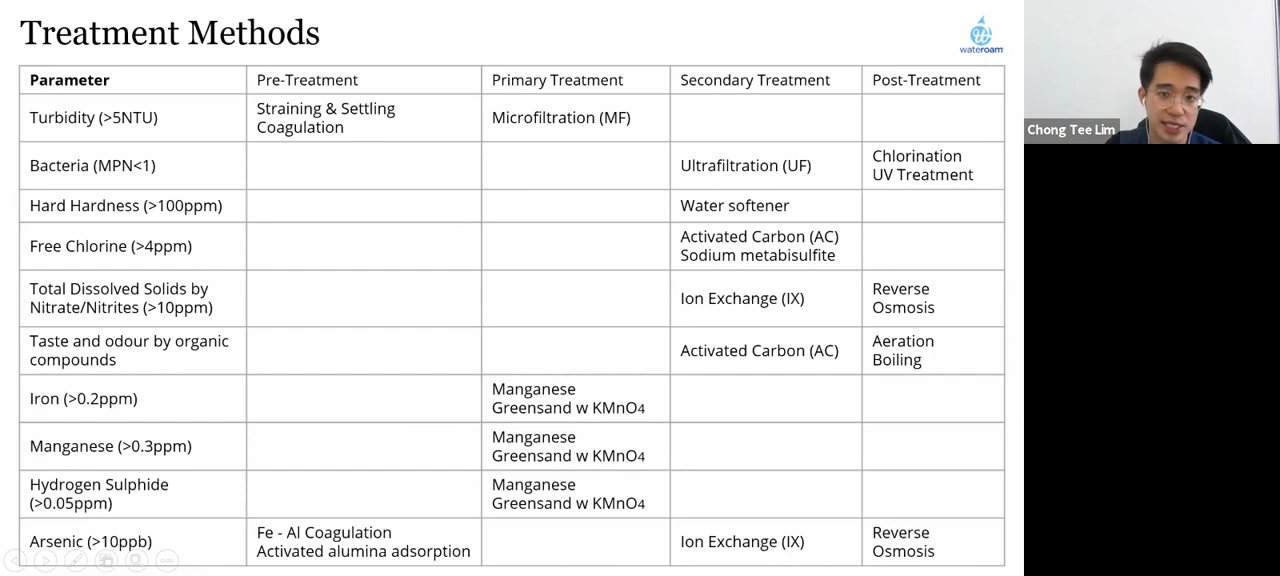 Treatment Methods
wateroam
Parameter Pre-Treatment Primary Treatment Secondary Treatment Post-Treatment
Turbidity (>5NTU)
Straining & Settling
Coagulation
Microfiltration (MF)
Bacteria (MPN<1)
Ultrafiltration (UF)
Chlorination
UV Treatment
Hard Hardness (>100ppm)
Water softener
Free Chlorine (>4ppm)
Activated Carbon (AC)
Sodium metabisulfite
Total Dissolved Solids by
Nitrate/Nitrites (>10ppm)
Ion Exchange (IX)
Reverse
Osmosis
Taste and odour by organic
compounds
Activated Carbon (AC)
Aeration
Boiling
Iron (>0.2ppm)
Manganese
Greensand w KMnO4
Manganese (>0.3ppm)
Manganese
Greensand w KMnO4
Hydrogen Sulphide
(>0.05ppm)
Manganese
Greensand w KMnO4
Arsenic (>10ppb)
Fe - Al Coagulation
Activated alumina adsorption
Ion Exchange (IX)
Reverse
Osmosis
Chong Tee Lim